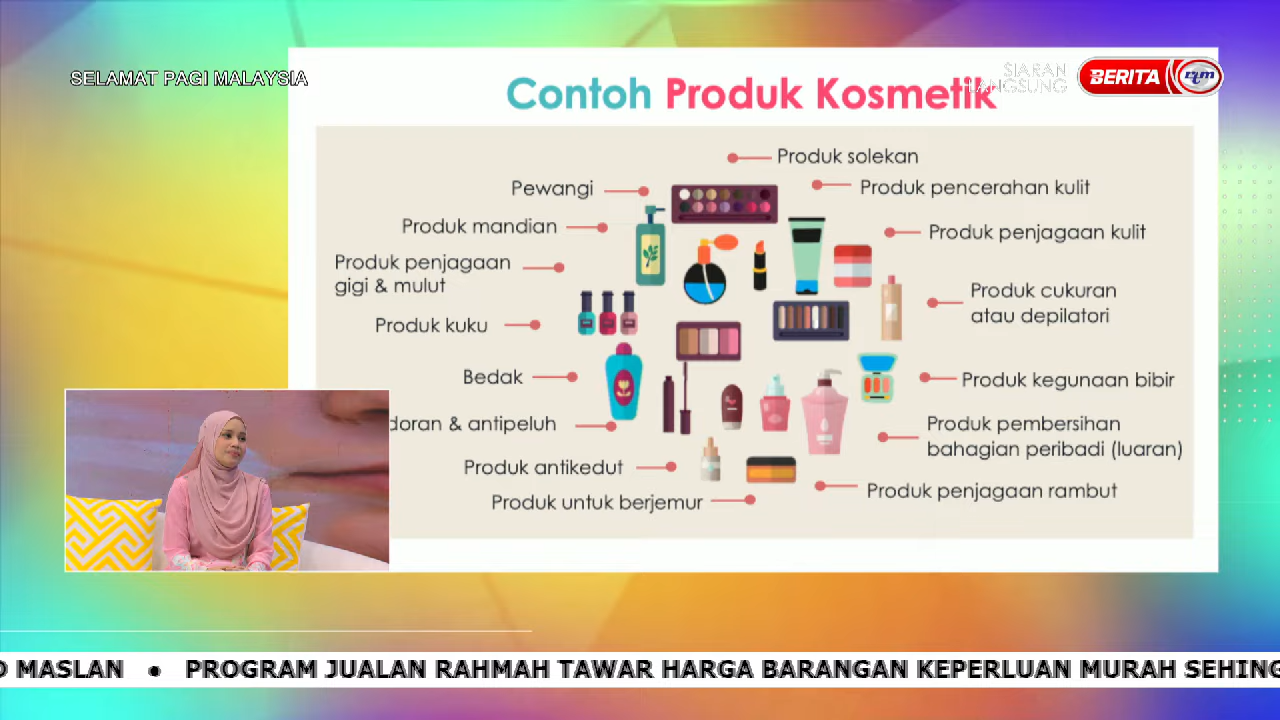 SELAMAT PAGI MALAYSIA
SIARAN
LANGSUNG
BERITA rtm
Contoh Produk Kosmetik
Produk solekan
Pewangi
Produk pencerahan kulit
Produk mandian
Produk penjagaan kulit
Produk penjagaan
gigi & mulut
Produk cukuran
atau depilatori
Produk kuku
Bedak
Produk kegunaan bibir
doran & antipeluh
Produk pembersihan
bahagian peribadi (luaran)
Produk antikedut
Produk penjagaan rambut
Produk untuk berjemur
D MASLAN • PROGRAM JUALAN RAHMAH TAWAR HARGA BARANGAN KEPERLUAN MURAH SEHING